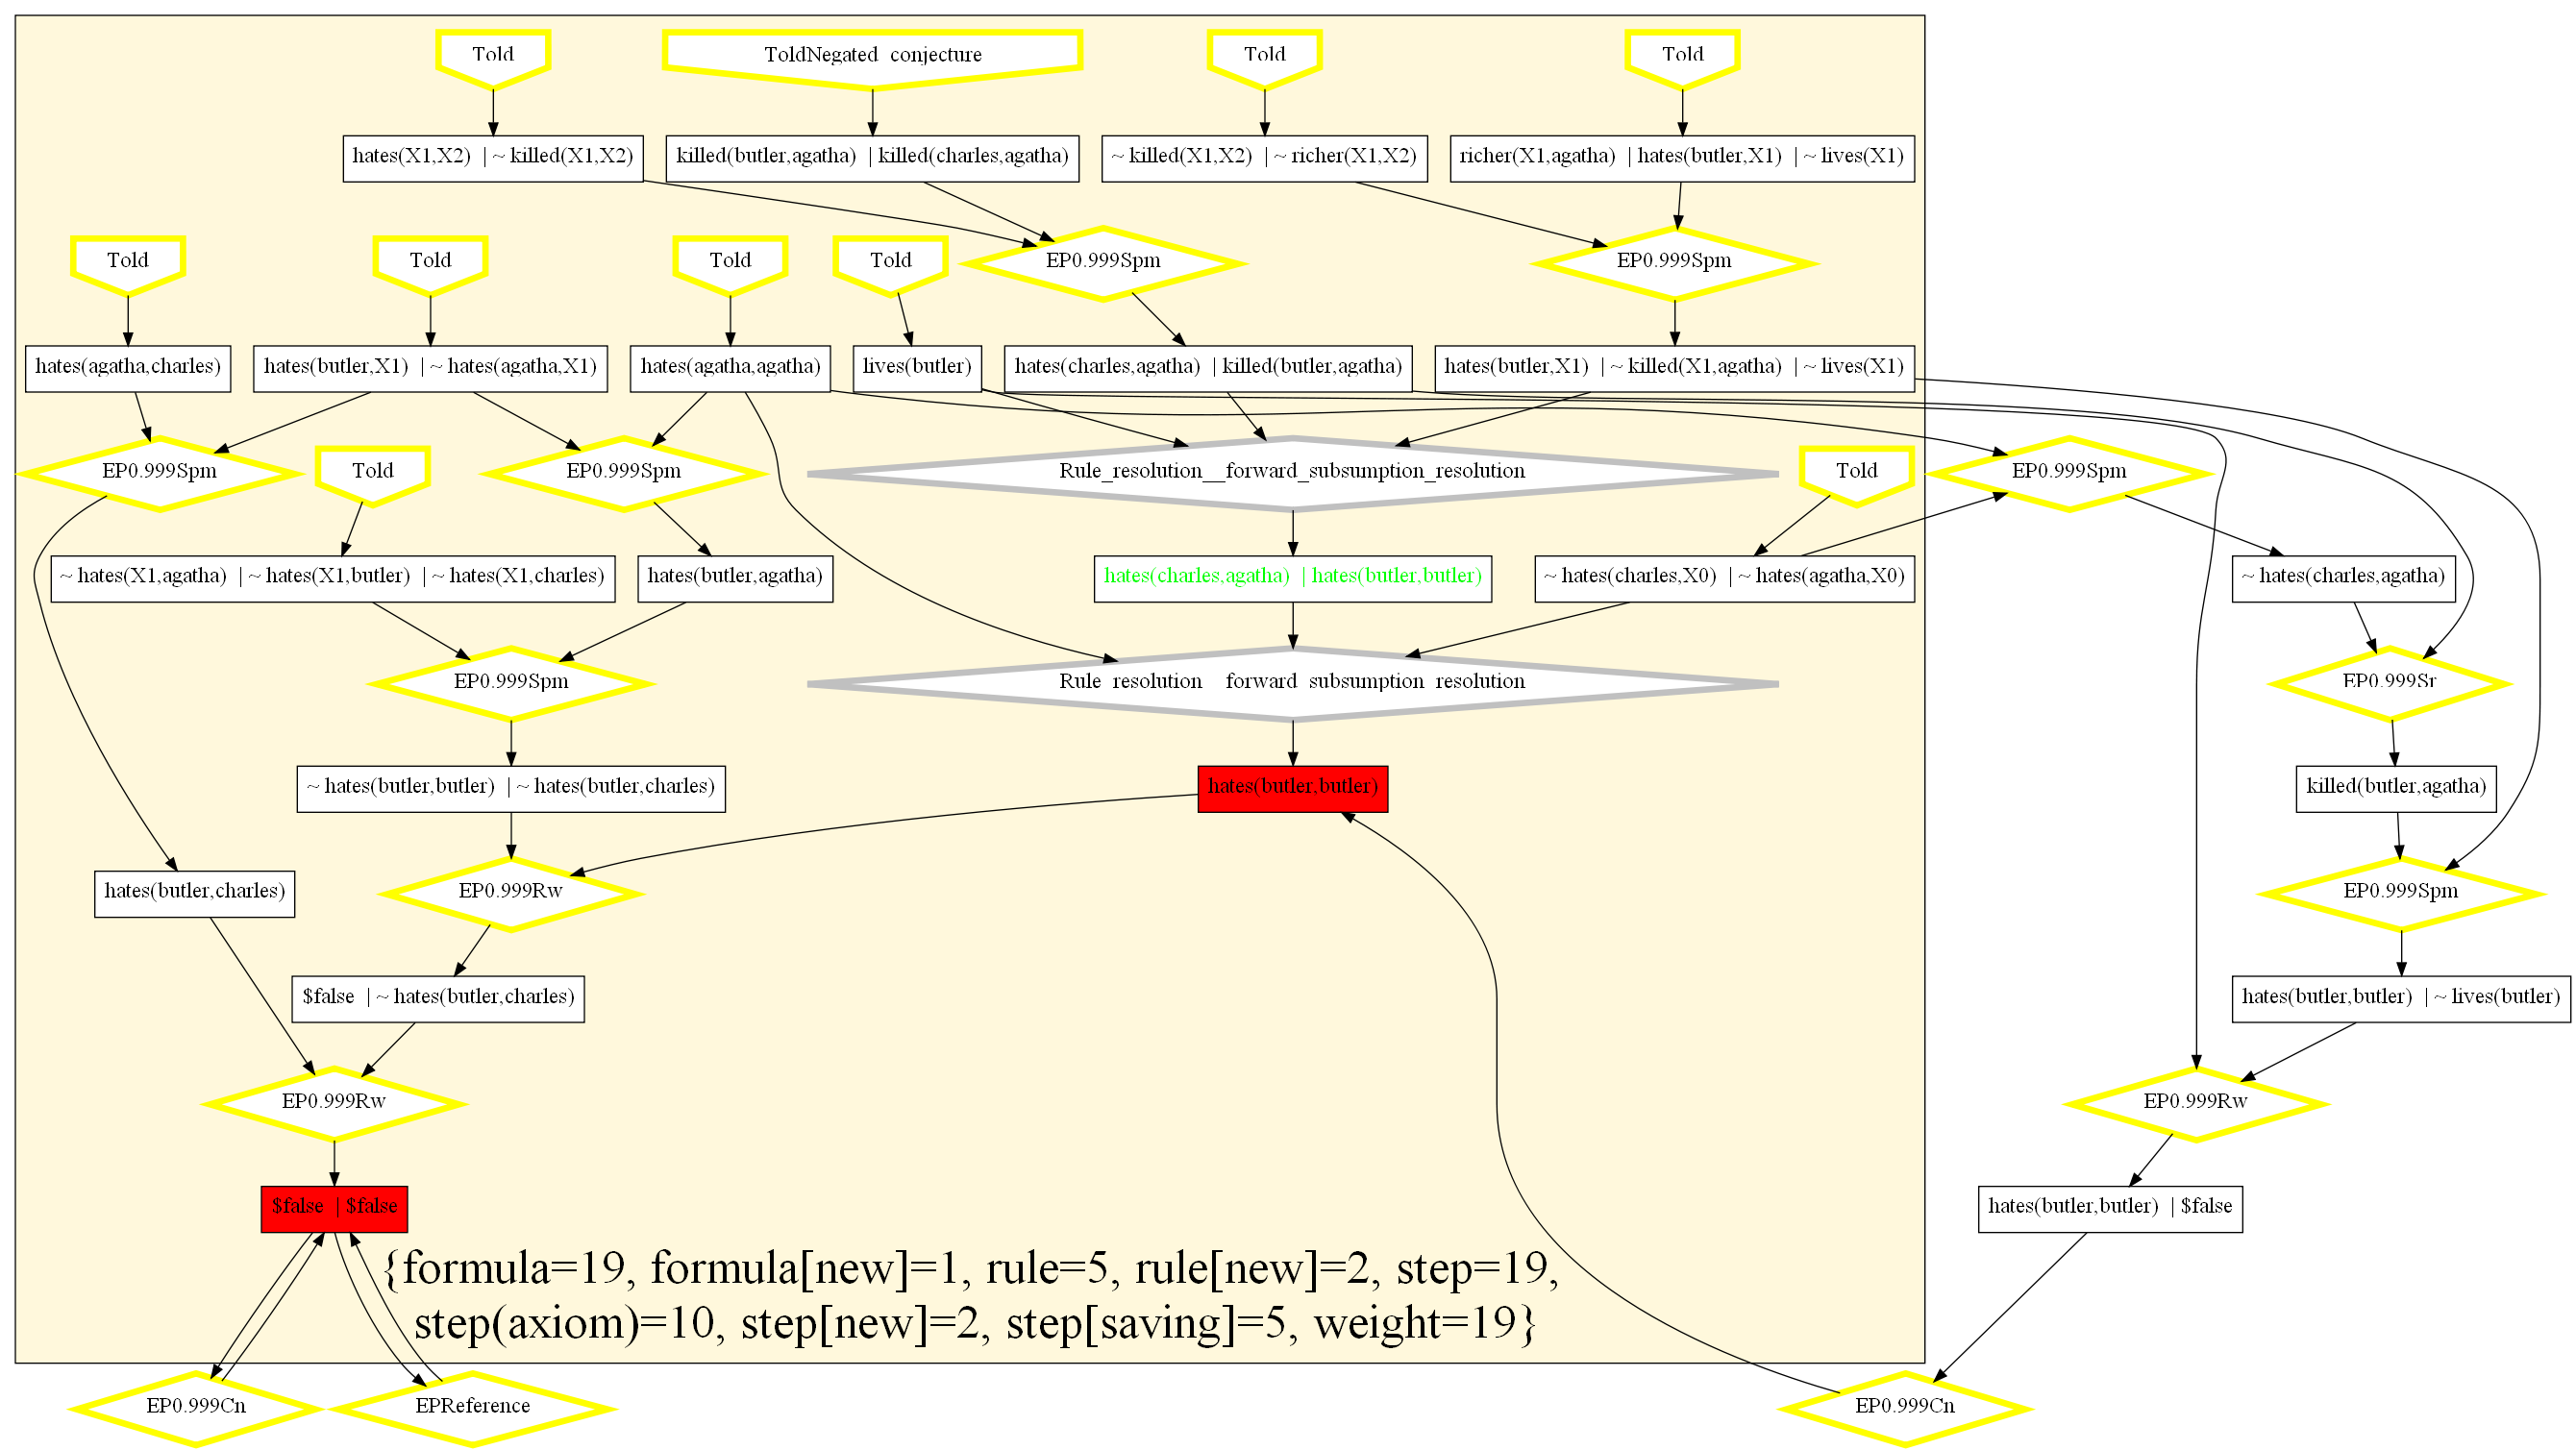 Told
ToldNegated conjecture
Told
Told
hates(X1,X2) | ~ killed(X1,X2)
killed(butler,agatha) | killed(charles,agatha)
~ killed(X1,X2) | ~ richer(X1,X2)
richer(X1,agatha) | hates(butler,X1) | ~ lives(X1)
Told
Told
Told
Told
EP0.999Spm
EP0.999Spm
hates(agatha,charles)
hates(butler,X1) | ~ hates(agatha,X1)
hates(agatha,agatha)
lives(butler)
hates(charles,agatha) | killed(butler,agatha)
hates(butler,X1) | ~ killed(X1,agatha) | ~ lives(X1)
EP0.999Spm
Told
EP0.999Spm
Rule_resolution__forward_subsumption_resolution
Told
EP0.999Spm
~ hates(X1,agatha) | ~ hates(X1,butler) | ~ hates(X1,charles)
hates(butler,agatha)
hates(charles,agatha) | hates(butler,butler)
~ hates(charles,X0) | ~ hates(agatha,X0)
~ hates(charles,agatha)
EP0.999Spm
Rule resolution forward subsumption resolution
EP0.999Sr
~ hates(butler,butler) | ~ hates(butler,charles)
hates(butler,butler)
killed(butler,agatha)
hates(butler,charles)
EP0.999Rw
EP0.999Spm
$false | ~ hates(butler,charles)
hates(butler,butler) | ~ lives(butler)
EP0.999Rw
EP0.999Rw
$false | $false
hates(butler,butler) | $false
{formula=19, formula[new]=1, rule=5, rule[new]=2, step=19,
step(axiom)=10, step[new]=2, step[saving]=5, weight=19}
EP0.999Cn
EPReference
EP0.999Cn